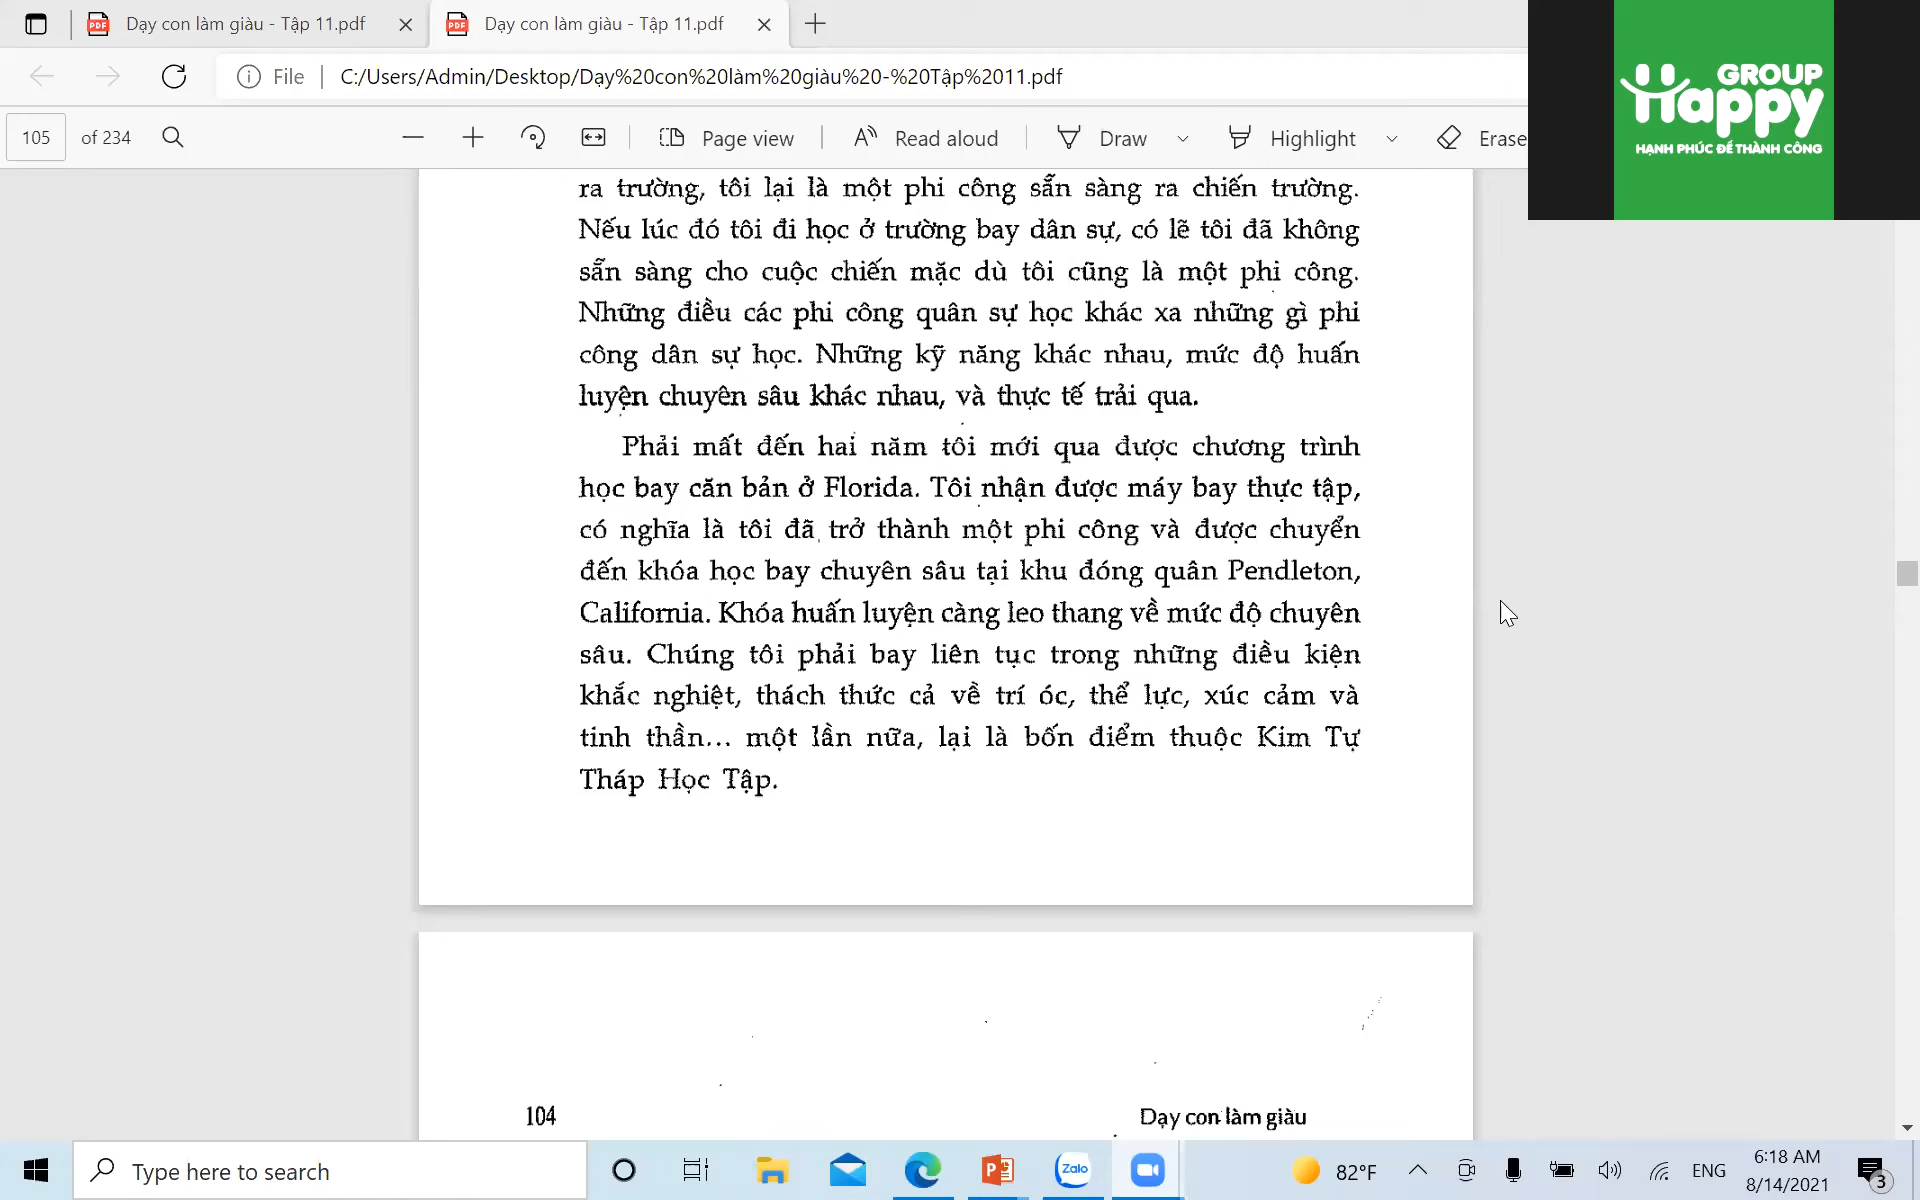 Dạy con làm giàu - Tập 11.pdf
Dạy con làm giàu - Tập 11.pdf
File
C:/Users/Admin/Desktop/Dạy%20con%20làm%20giàu%20-%20Tập%2011.pdf
GROUP
Happy
HẠNH PHÚC ĐỂ THÀNH CÔNG
105 of 234
Page view
Read aloud
Draw
Highlight
Erase
ra trường, tôi lại là một phi công sẵn sàng ra chiến trường.
Nếu lúc đó tôi đi học ở trường bay dân sự, có lẽ tôi đã không
sẵn sàng cho cuộc chiến mặc dù tôi cũng là một phi công.
Những điều các phi công quân sự học khác xa những gì phi
công dân sự học. Những kỹ năng khác nhau, mức độ huấn
luyện chuyên sâu khác nhau, và thực tế trải qua.
Phải mất đến hai năm tôi mới qua được chương trình
học bay căn bản ở Florida. Tôi nhận được máy bay thực tập,
có nghĩa là tôi đã trở thành một phi công và được chuyển
đến khóa học bay chuyên sâu tại khu đóng quân Pendleton,
California. Khóa huấn luyện càng leo thang về mức độ chuyên
sâu. Chúng tôi phải bay liên tục trong những điều kiện
khắc nghiệt, thách thức cả về trí óc, thể lực, xúc cảm và
tinh thần... một lần nữa, lại là bốn điểm thuộc Kim Tự
Tháp Học Tập.
104
Dạy con làm giàu
Type here to search
Zalo
82°F
ENG
6:18 AM
8/14/2021
3